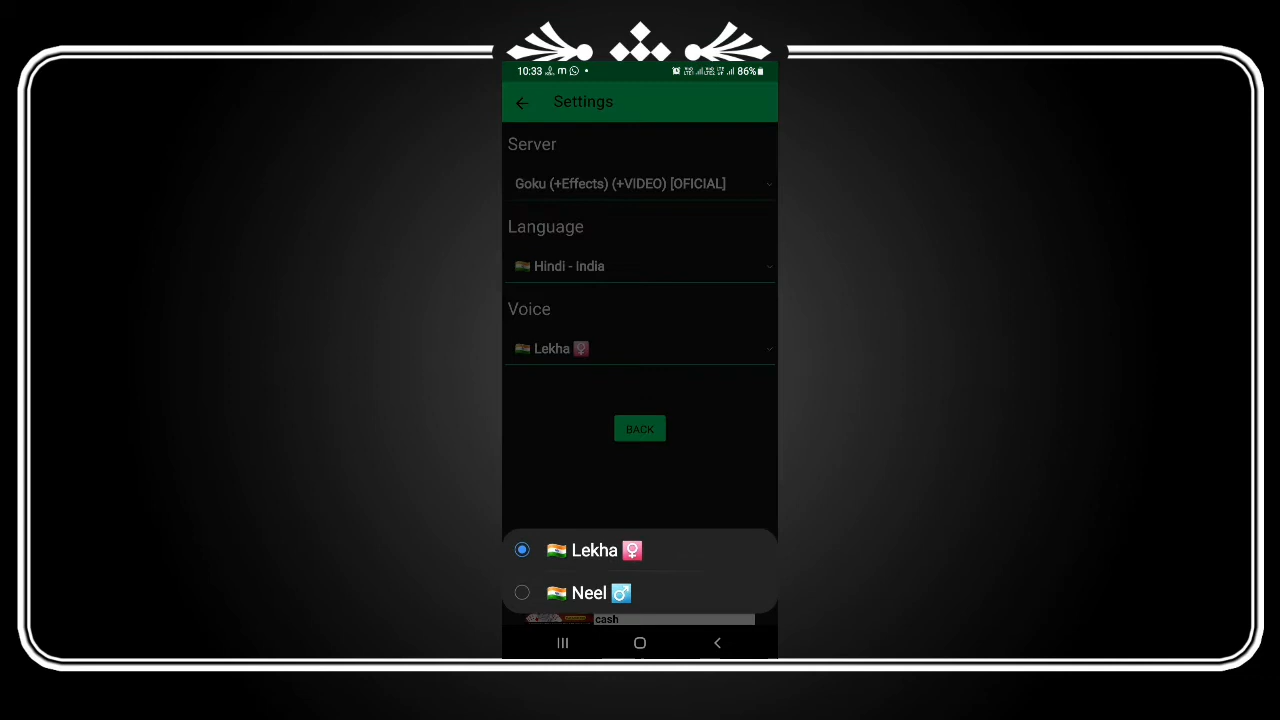 10:33 m 86%
Settings
Server
Goku (+Effects) (+VIDEO) [OFICIAL]
Language
Hindi - India
Voice
Lekha
BACK
Lekha
Neel
cash